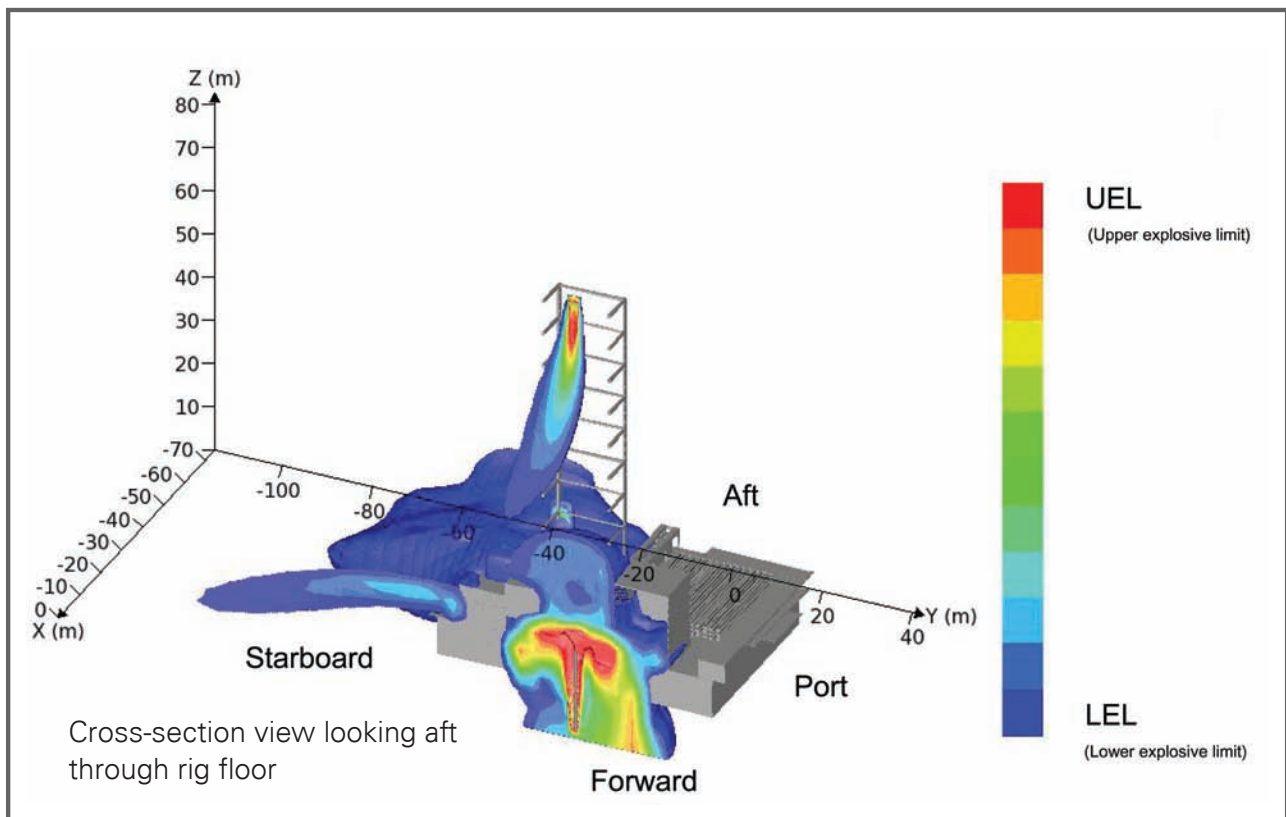 Z (m)
80
70
60
50
40
30
20
10
-70
-60
-50
-40
-30
-20
-10
0
X (m)
-100
-80
-60
-40
-20
0
20
40
Y (m)
Aft
Starboard
Port
Forward
Cross-section view looking aft
through rig floor
UEL
(Upper explosive limit)
LEL
(Lower explosive limit)